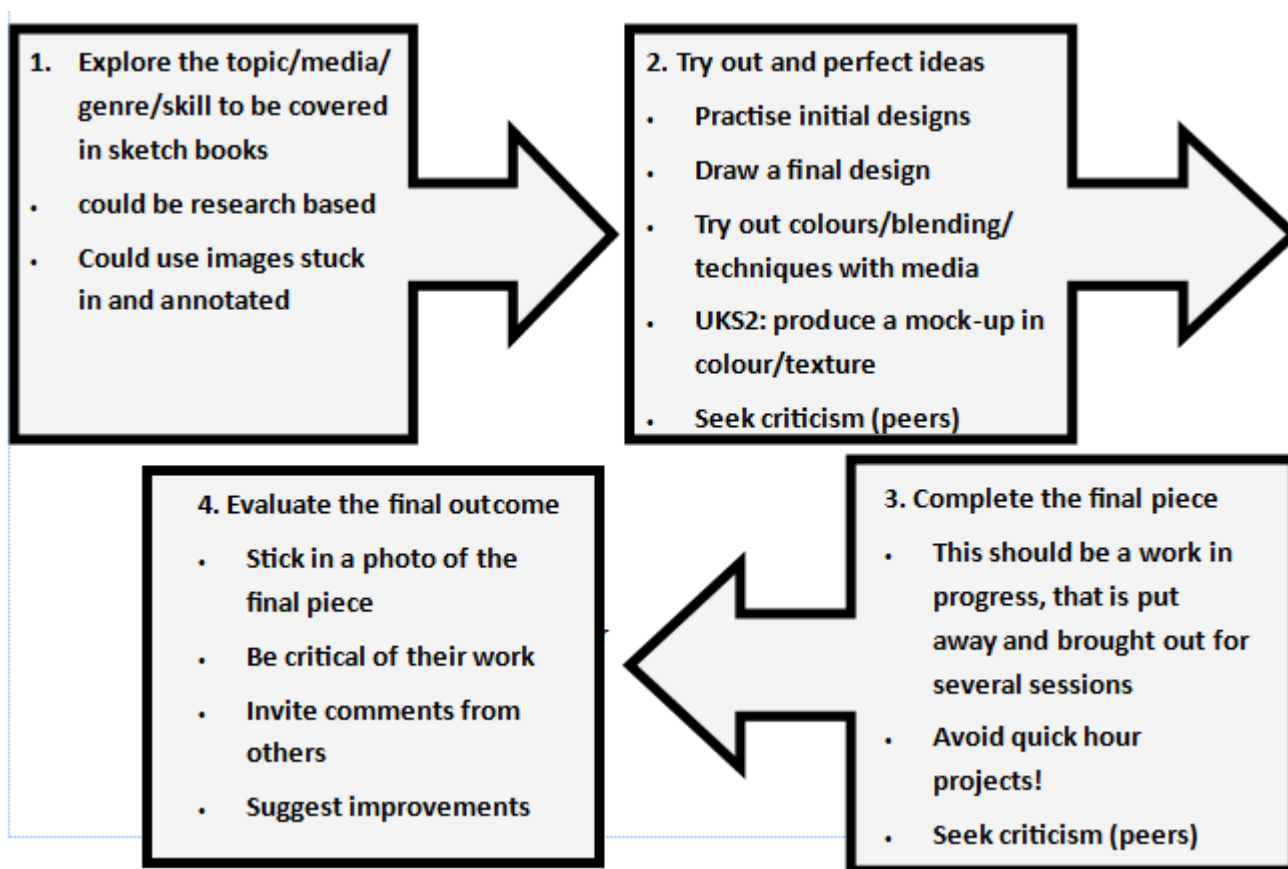 1. Explore the topic/media/
genre/skill to be covered
in sketch books
• could be research based
• Could use images stuck
in and annotated
2. Try out and perfect ideas
• Practise initial designs
• Draw a final design
• Try out colours/blending/
techniques with media
• UKS2: produce a mock-up in
colour/texture
• Seek criticism (peers)
3. Complete the final piece
• This should be a work in
progress, that is put
away and brought out for
several sessions
• Avoid quick hour
projects!
• Seek criticism (peers)
4. Evaluate the final outcome
• Stick in a photo of the
final piece
• Be critical of their work
• Invite comments from
others
• Suggest improvements